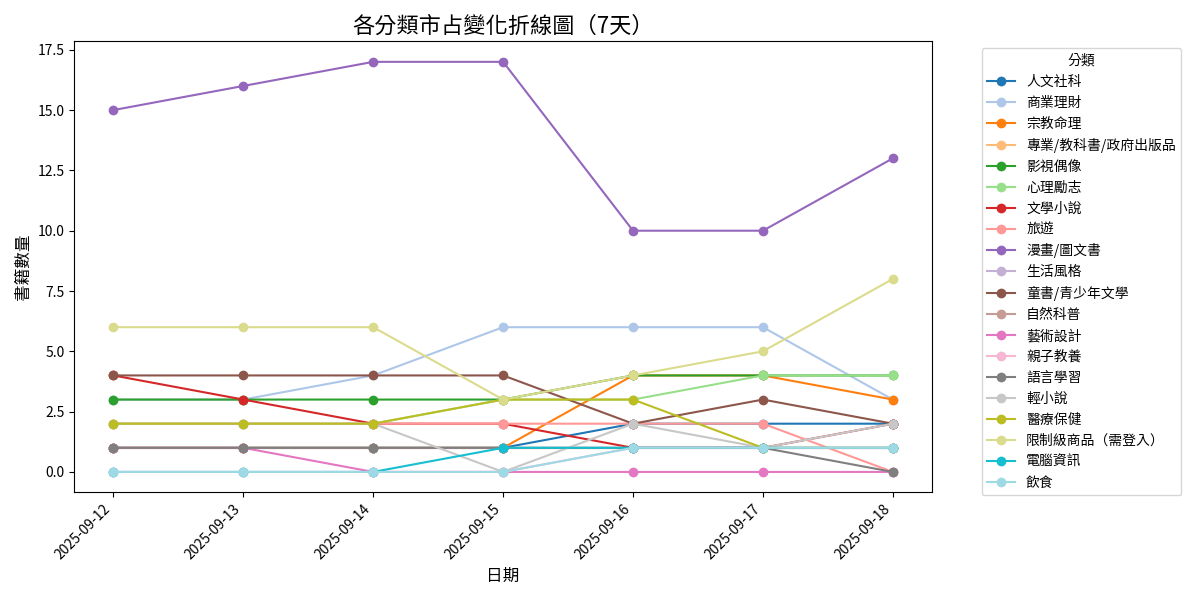 各分類市占變化折線圖（7天）
書籍數量
17.5
15.0
12.5
10.0
7.5
5.0
2.5
0.0
2025-09-12
2025-09-13
2025-09-14
2025-09-15
2025-09-16
2025-09-17
2025-09-18
日期
分類
人文社科
商業理財
宗教命理
專業/教科書/政府出版品
影視偶像
心理勵志
文學小說
旅遊
漫畫/圖文書
生活風格
童書/青少年文學
自然科普
藝術設計
親子教養
語言學習
輕小說
醫療保健
限制級商品（需登入）
電腦資訊
飲食